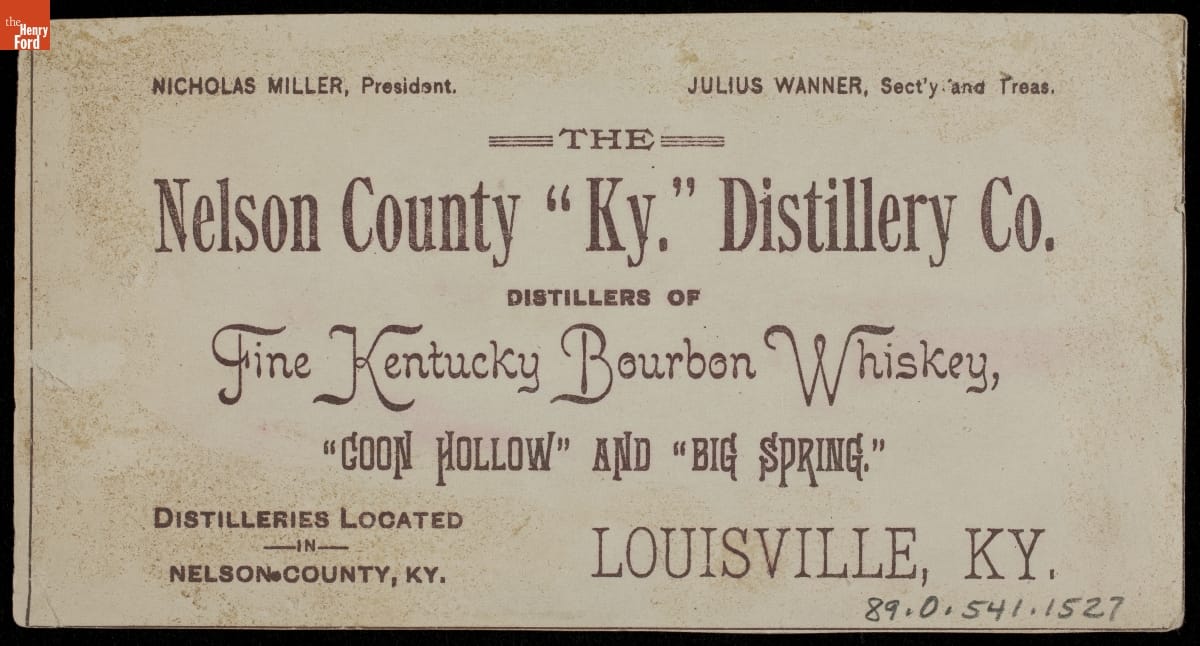 the
Henry
Ford
NICHOLAS MILLER, President.
JULIUS WANNER, Sect'y and Treas.
THE
Nelson County "Ky." Distillery Co.
DISTILLERS OF
Fine Kentucky Bourbon Whiskey,
"COON HOLLOW" AND "BIG SPRING."
DISTILLERIES LOCATED
—IN—
NELSON COUNTY, KY.
LOUISVILLE, KY.
89.0.541.1527